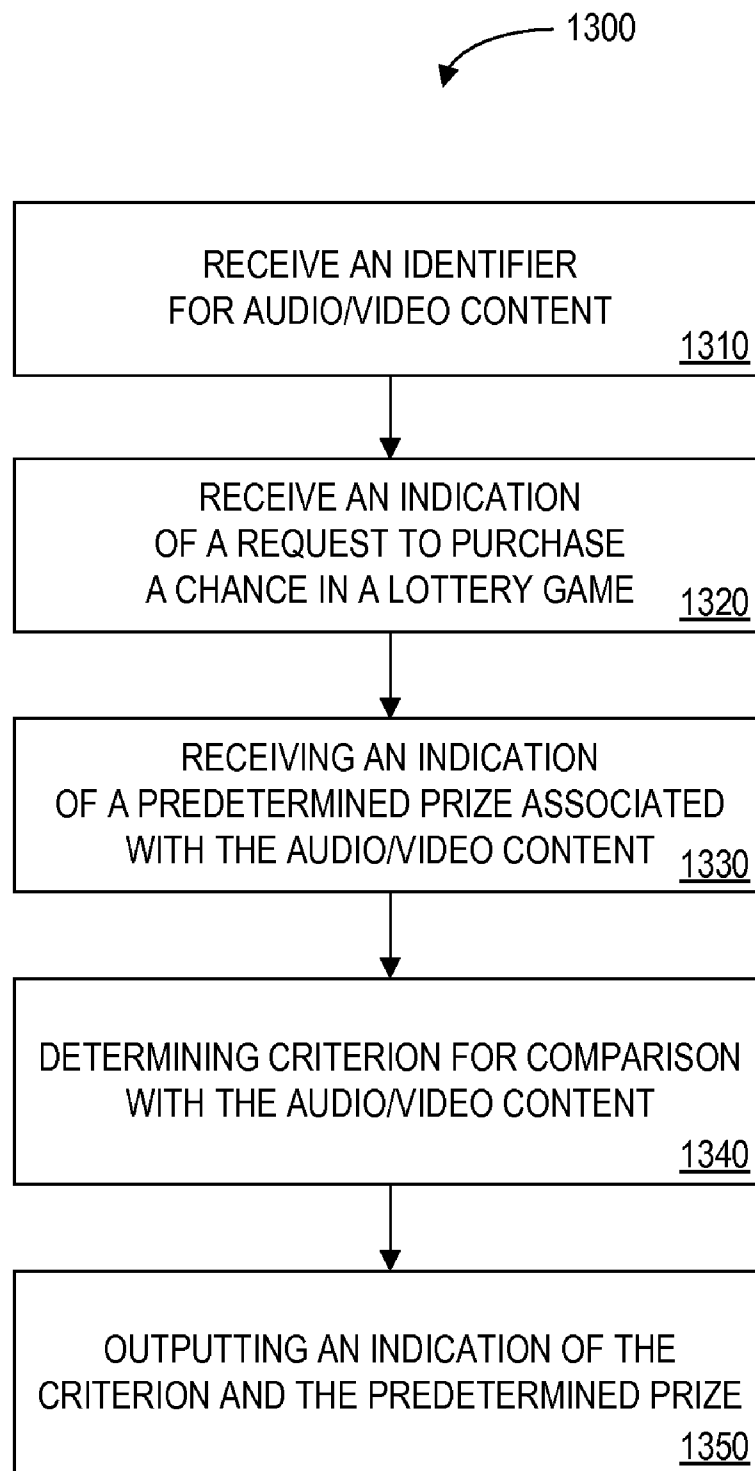 1300
RECEIVE AN IDENTIFIER
FOR AUDIO/VIDEO CONTENT
1310
RECEIVE AN INDICATION
OF A REQUEST TO PURCHASE
A CHANCE IN A LOTTERY GAME
1320
RECEIVING AN INDICATION
OF A PREDETERMINED PRIZE ASSOCIATED
WITH THE AUDIO/VIDEO CONTENT
1330
DETERMINING CRITERION FOR COMPARISON
WITH THE AUDIO/VIDEO CONTENT
1340
OUTPUTTING AN INDICATION OF THE
CRITERION AND THE PREDETERMINED PRIZE
1350